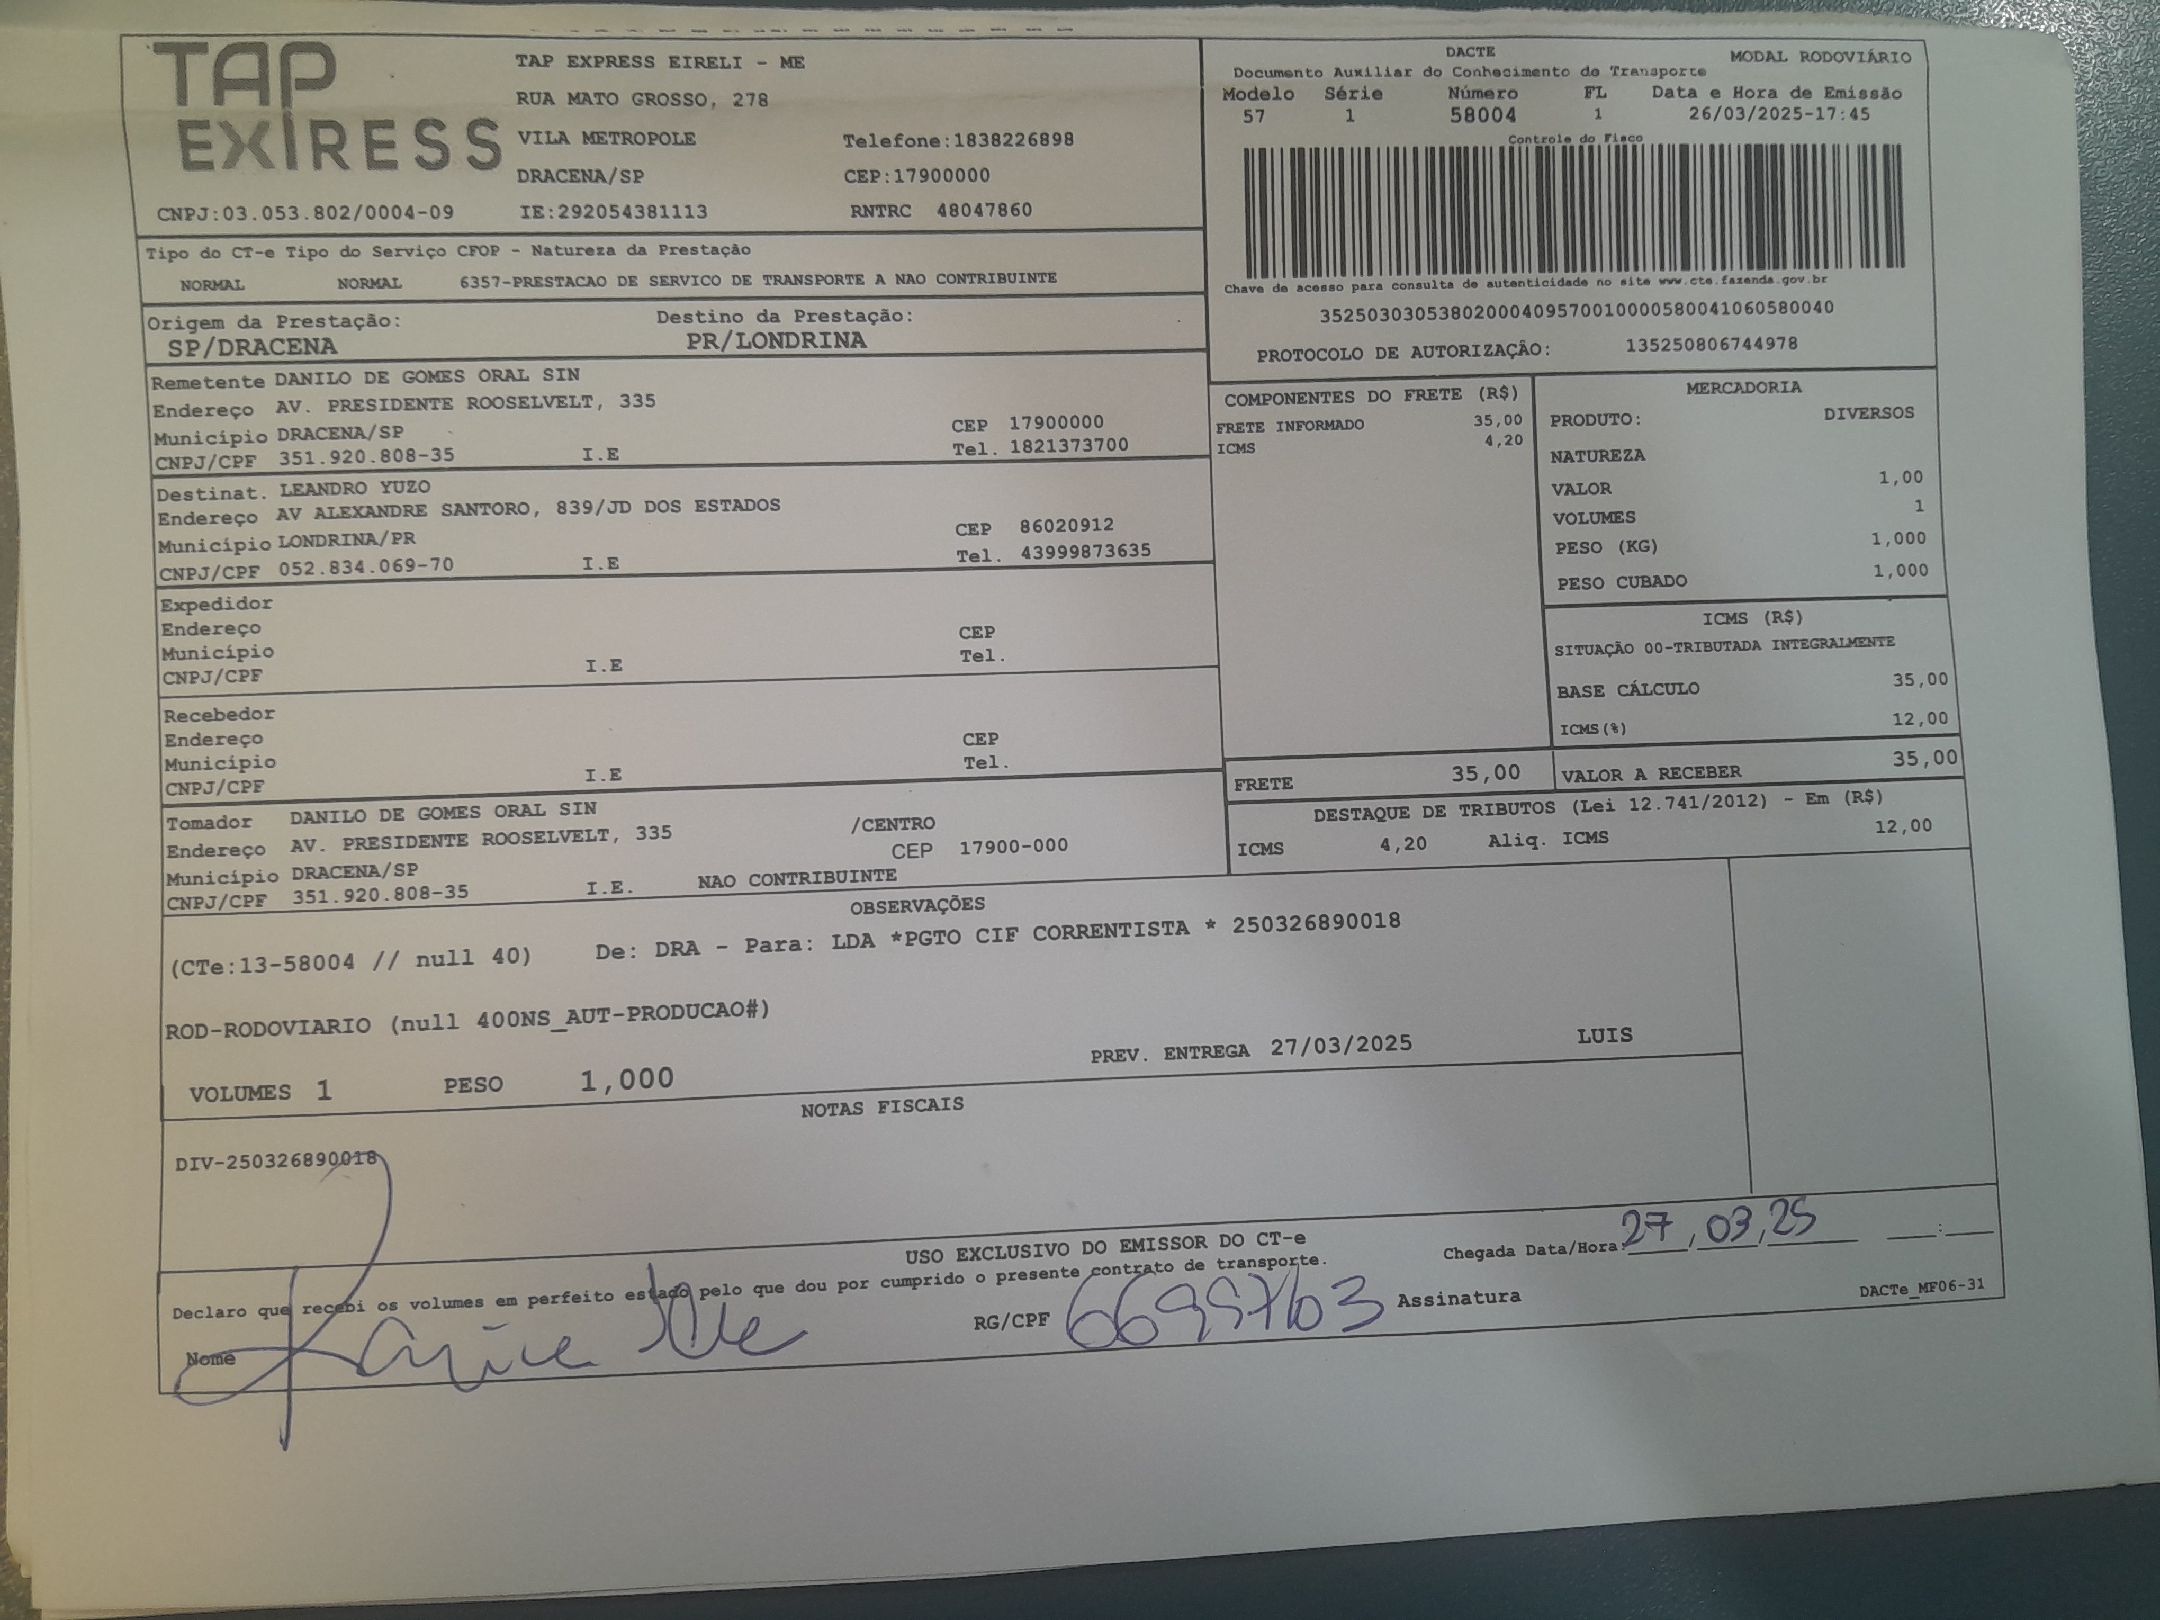 TAP EXPRESS
TAP EXPRESS EIRELI - ME
RUA MATO GROSSO, 278
VILA METROPOLE Telefone:1838226898
DRACENA/SP CEP:17900000
CNPJ:03.053.802/0004-09 IE:292054381113 RNTRC 48047860
DACTE MODAL RODOVIÁRIO
Documento Auxiliar do Conhecimento de Transporte
Modelo Série Número FL Data e Hora de Emissão
57 1 58004 1 26/03/2025-17:45
Controle do Fisco
Chave de acesso para consulta de autenticidade no site www.cte.fazenda.gov.br
35250303053802000409570010000580041060580040
PROTOCOLO DE AUTORIZAÇÃO: 135250806744978
Tipo do CT-e Tipo do Serviço CFOP - Natureza da Prestação
NORMAL NORMAL 6357-PRESTACAO DE SERVICO DE TRANSPORTE A NAO CONTRIBUINTE
Origem da Prestação: Destino da Prestação:
SP/DRACENA PR/LONDRINA
Remetente DANILO DE GOMES ORAL SIN
Endereço AV. PRESIDENTE ROOSELVELT, 335
Município DRACENA/SP CEP 17900000
CNPJ/CPF 351.920.808-35 I.E Tel. 1821373700
Destinat. LEANDRO YUZO
Endereço AV ALEXANDRE SANTORO, 839/JD DOS ESTADOS
Município LONDRINA/PR CEP 86020912
CNPJ/CPF 052.834.069-70 I.E Tel. 43999873635
Expedidor
Endereço CEP
Município Tel.
CNPJ/CPF I.E
Recebedor
Endereço CEP
Município Tel.
CNPJ/CPF I.E
Tomador DANILO DE GOMES ORAL SIN
Endereço AV. PRESIDENTE ROOSELVELT, 335 /CENTRO
Município DRACENA/SP CEP 17900-000
CNPJ/CPF 351.920.808-35 I.E. NAO CONTRIBUINTE
COMPONENTES DO FRETE (R$)
FRETE INFORMADO 35,00
ICMS 4,20
MERCADORIA
PRODUTO: DIVERSOS
NATUREZA
VALOR 1,00
VOLUMES 1
PESO (KG) 1,000
PESO CUBADO 1,000
ICMS (R$)
SITUAÇÃO 00-TRIBUTADA INTEGRALMENTE
BASE CÁLCULO 35,00
ICMS(%) 12,00
FRETE 35,00 VALOR A RECEBER 35,00
DESTAQUE DE TRIBUTOS (Lei 12.741/2012) - Em (R$)
ICMS 4,20 Aliq. ICMS 12,00
OBSERVAÇÕES
(CTe:13-58004 // null 40) De: DRA - Para: LDA *PGTO CIF CORRENTISTA * 250326890018
ROD-RODOVIARIO (null 400NS_AUT-PRODUCAO#)
VOLUMES 1 PESO 1,000 PREV. ENTREGA 27/03/2025 LUIS
NOTAS FISCAIS
DIV-250326890018
USO EXCLUSIVO DO EMISSOR DO CT-e
Chegada Data/Hora: 27,03,25 :
Declaro que recebi os volumes em perfeito estado pelo que dou por cumprido o presente contrato de transporte.
Nome RG/CPF Assinatura
DACTe_MF06-31